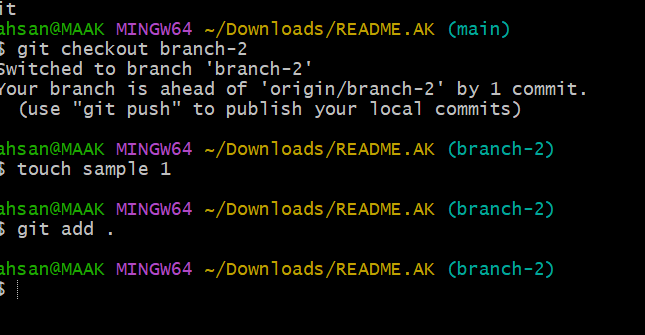 it
ahsan@MAAK MINGW64 ~/Downloads/README.AK (main)
$ git checkout branch-2
Switched to branch 'branch-2'
Your branch is ahead of 'origin/branch-2' by 1 commit.
  (use "git push" to publish your local commits)
ahsan@MAAK MINGW64 ~/Downloads/README.AK (branch-2)
$ touch sample 1
ahsan@MAAK MINGW64 ~/Downloads/README.AK (branch-2)
$ git add .
ahsan@MAAK MINGW64 ~/Downloads/README.AK (branch-2)
$